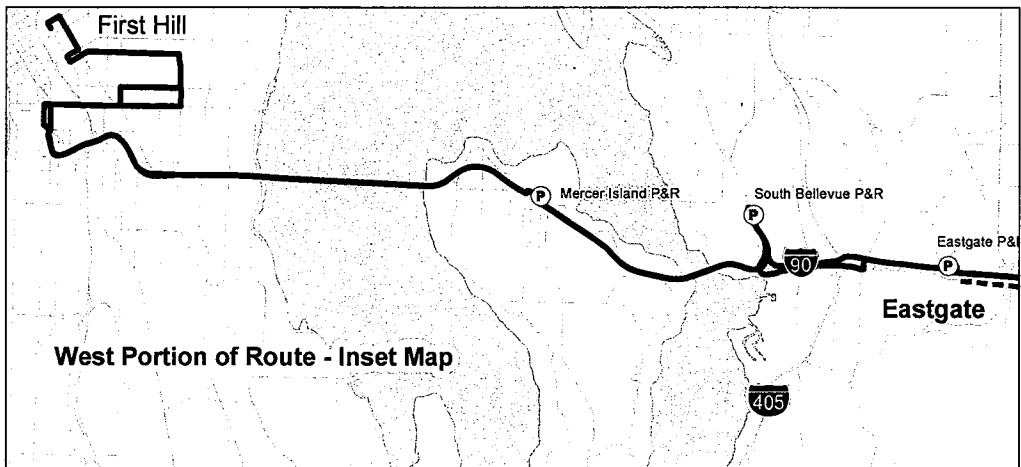 First Hill
P
Mercer Island P&R
P
South Bellevue P&R
90
P
Eastgate P&
Eastgate
West Portion of Route - Inset Map
405